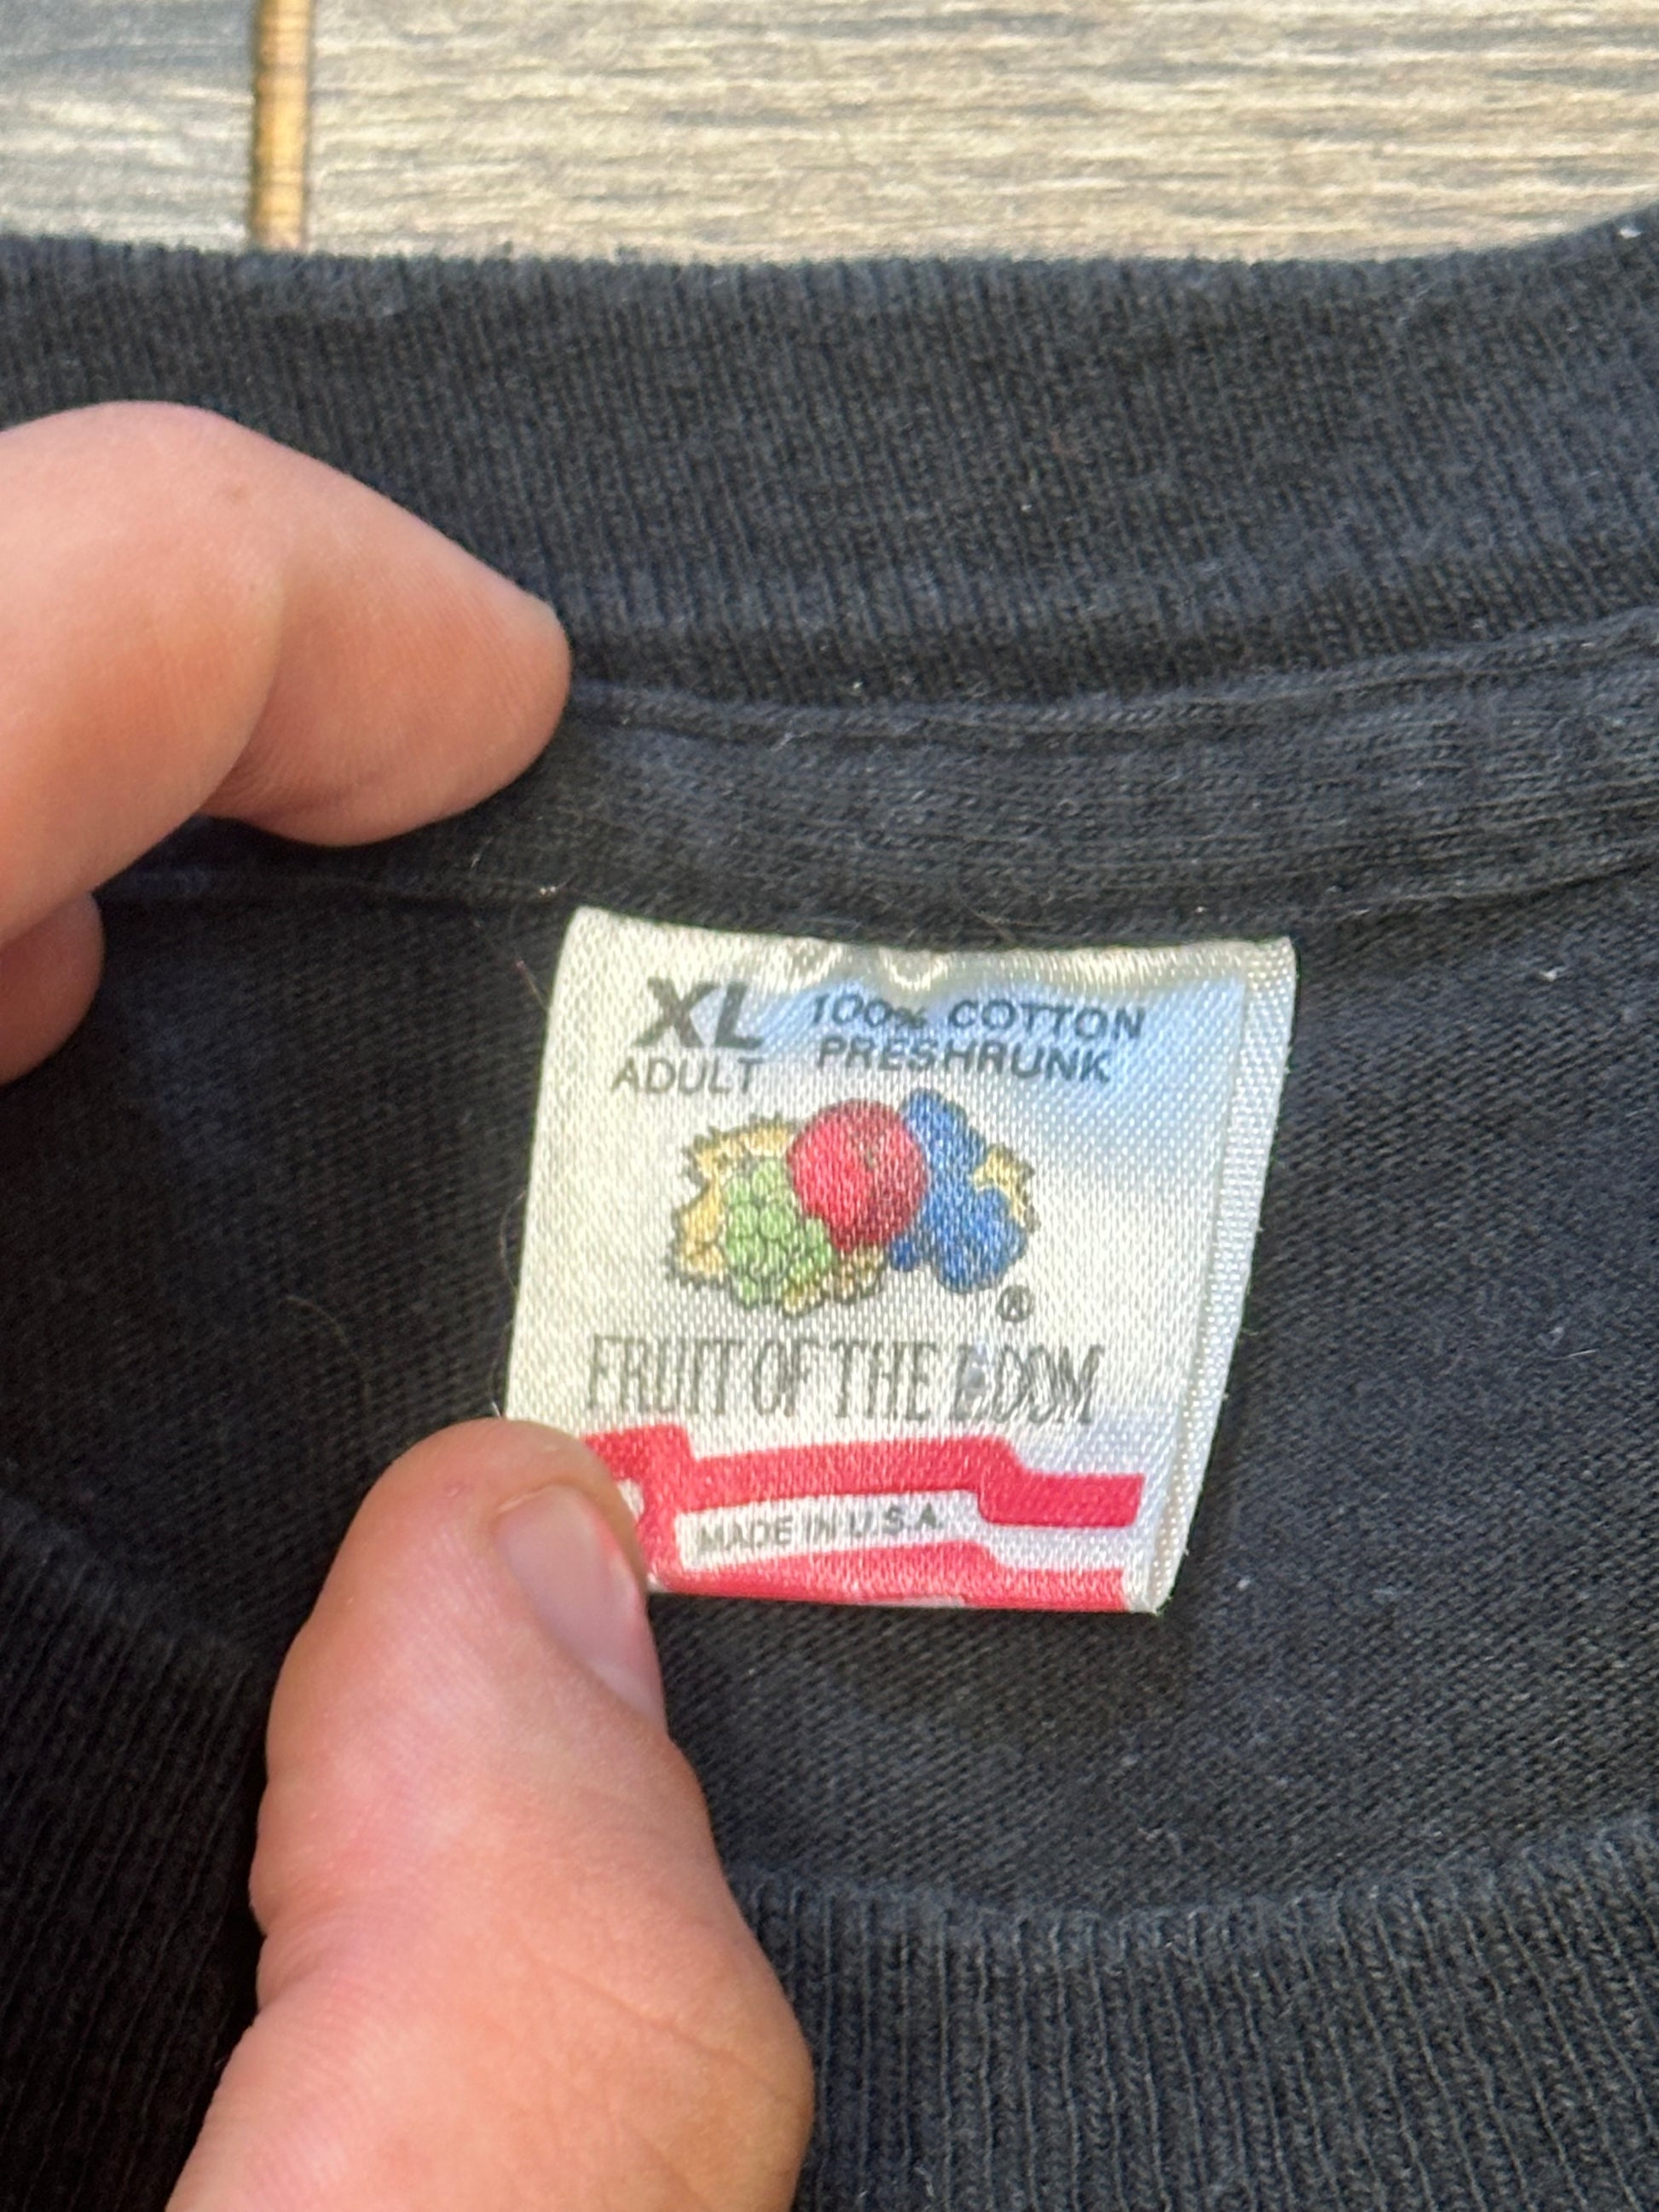 XL 100% COTTON
ADULT PRESHRUNK
®
FRUIT OF THE LOOM
MADE IN U.S.A.